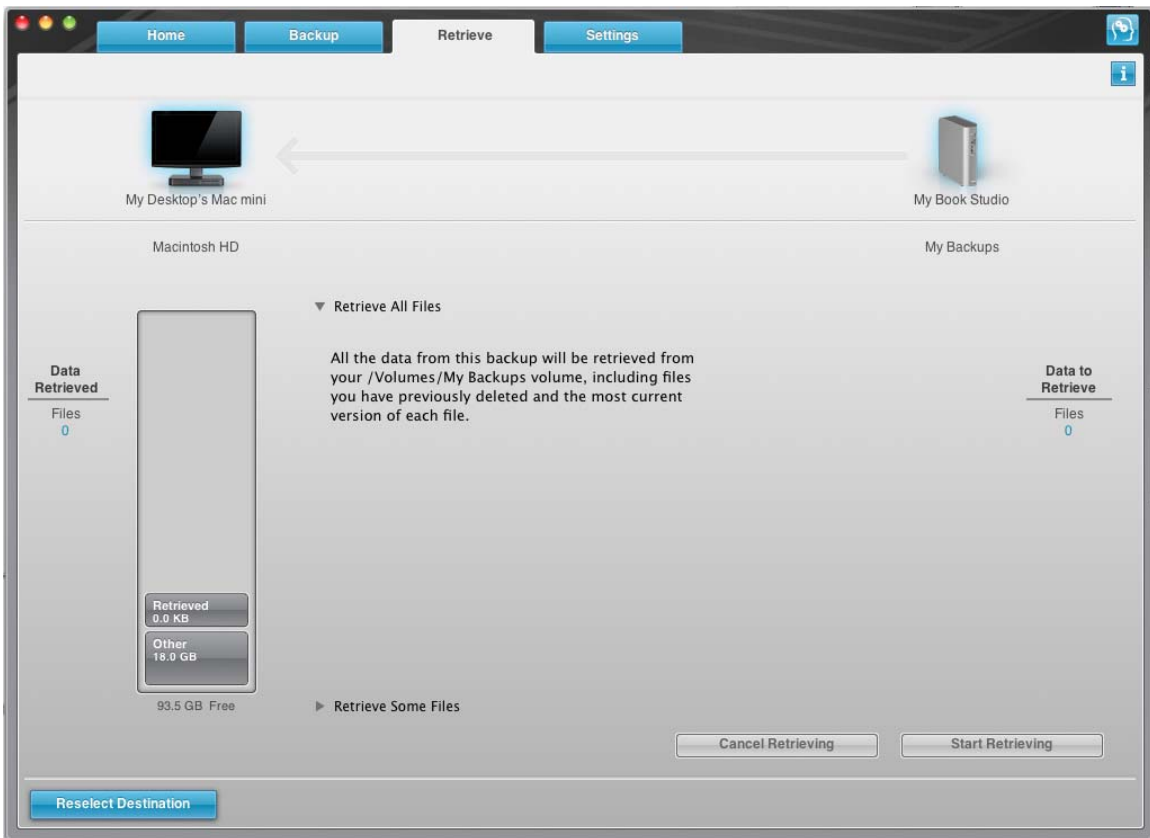 Home
Backup
Retrieve
Settings
i
My Desktop's Mac mini
My Book Studio
Macintosh HD
My Backups
Data
Retrieved
Files
0
Retrieved
0.0 KB
Other
18.0 GB
93.5 GB Free
▼ Retrieve All Files
All the data from this backup will be retrieved from
your /Volumes/My Backups volume, including files
you have previously deleted and the most current
version of each file.
▶ Retrieve Some Files
Data to
Retrieve
Files
0
Cancel Retrieving
Start Retrieving
Reselect Destination